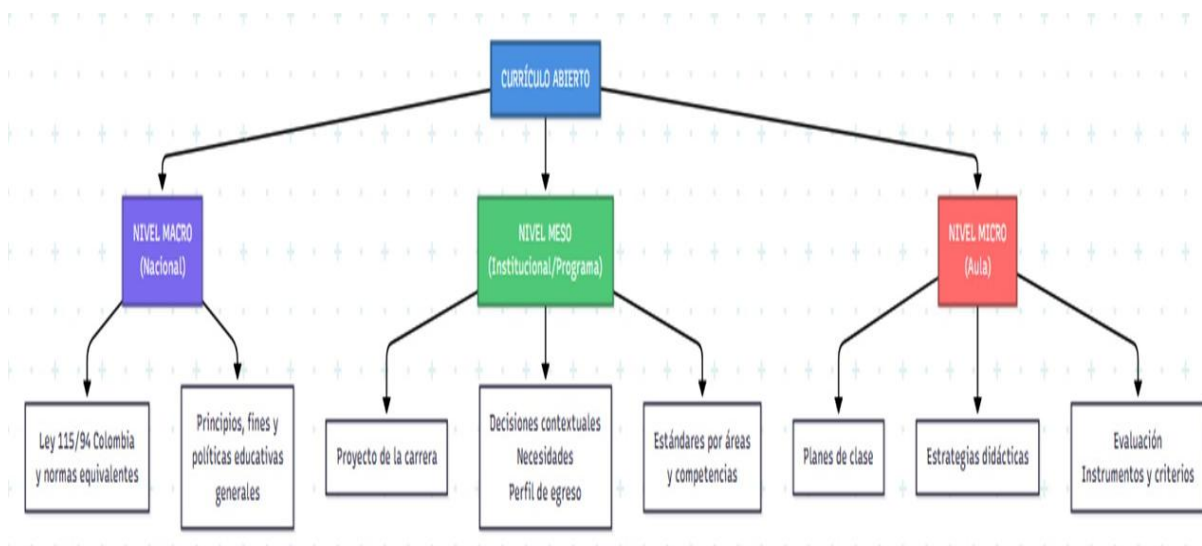 CURRÍCULO ABIERTO
NIVEL MACRO
(Nacional)
NIVEL MESO
(Institucional/Programa)
NIVEL MICRO
(Aula)
Ley 115/94 Colombia
y normas equivalentes
Principios, fines y
políticas educativas
generales
Proyecto de la carrera
Decisiones contextuales
Necesidades
Perfil de egreso
Estándares por áreas
y competencias
Planes de clase
Estrategias didácticas
Evaluación
Instrumentos y criterios